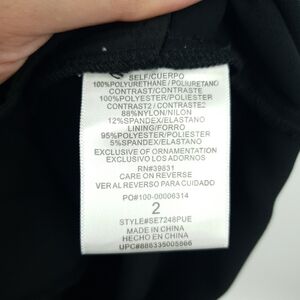 SELF/CUERPO
100%POLYURETHANE / POLIURETANO
CONTRAST/CONTRASTE
100%POLYESTER/POLIESTER
CONTRAST2 / CONTRASTE2
88%NYLON/NILON
12%SPANDEX/ELASTANO
LINING/FORRO
95%POLYESTER/POLIESTER
5%SPANDEX/ELASTANO
EXCLUSIVE OF ORNAMENTATION
EXCLUSIVO LOS ADORNOS
RN#39831
CARE ON REVERSE
VER AL REVERSO PARA CUIDADO
PO#100-00006314
2
STYLE#SE7248PUE
MADE IN CHINA
HECHO EN CHINA
UPC#886335005866